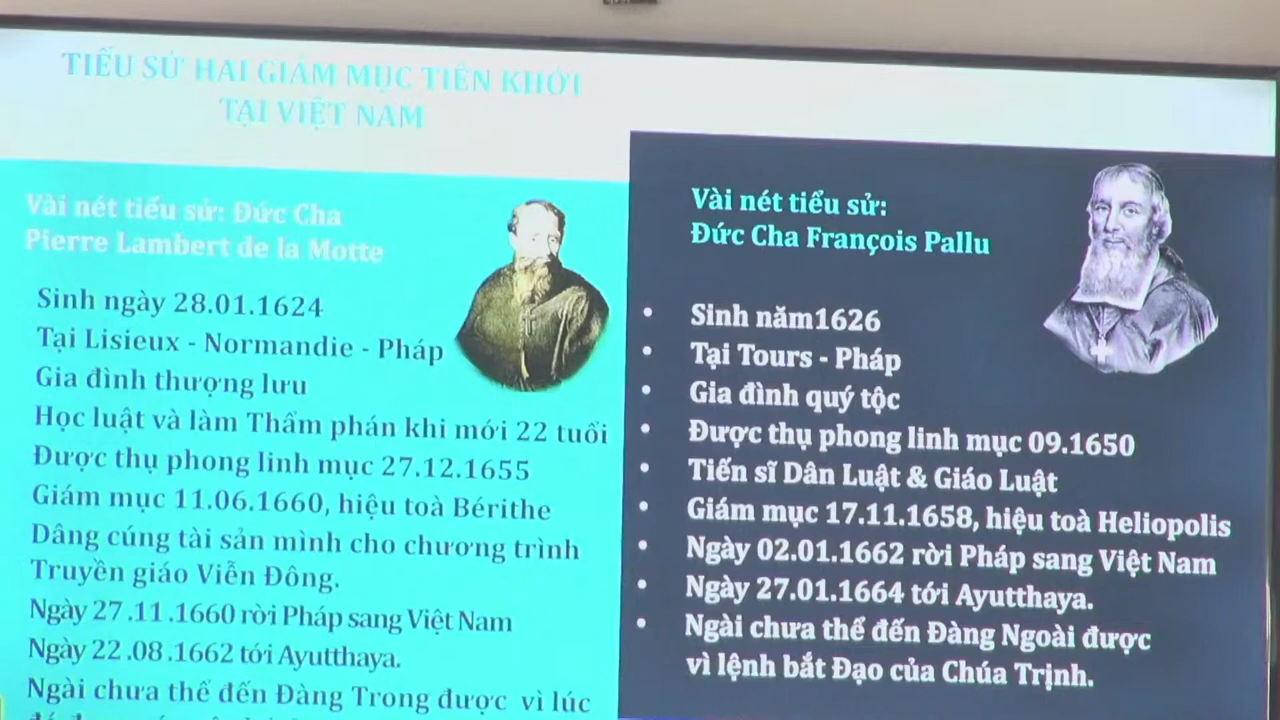 TIỂU SỬ HAI GIÁM MỤC TIÊN KHỞI
TẠI VIỆT NAM
Vài nét tiểu sử: Đức Cha
Pierre Lambert de la Motte
Sinh ngày 28.01.1624
Tại Lisieux - Normandie - Pháp
Gia đình thượng lưu
Học luật và làm Thẩm phán khi mới 22 tuổi
Được thụ phong linh mục 27.12.1655
Giám mục 11.06.1660, hiệu toà Bérithe
Dâng cúng tài sản mình cho chương trình
Truyền giáo Viễn Đông.
Ngày 27.11.1660 rời Pháp sang Việt Nam
Ngày 22.08.1662 tới Ayutthaya.
Ngài chưa thể đến Đàng Trong được vì lúc
Vài nét tiểu sử:
Đức Cha François Pallu
• Sinh năm1626
• Tại Tours - Pháp
• Gia đình quý tộc
• Được thụ phong linh mục 09.1650
• Tiến sĩ Dân Luật & Giáo Luật
• Giám mục 17.11.1658, hiệu toà Heliopolis
• Ngày 02.01.1662 rời Pháp sang Việt Nam
• Ngày 27.01.1664 tới Ayutthaya.
• Ngài chưa thể đến Đàng Ngoài được
vì lệnh bắt Đạo của Chúa Trịnh.